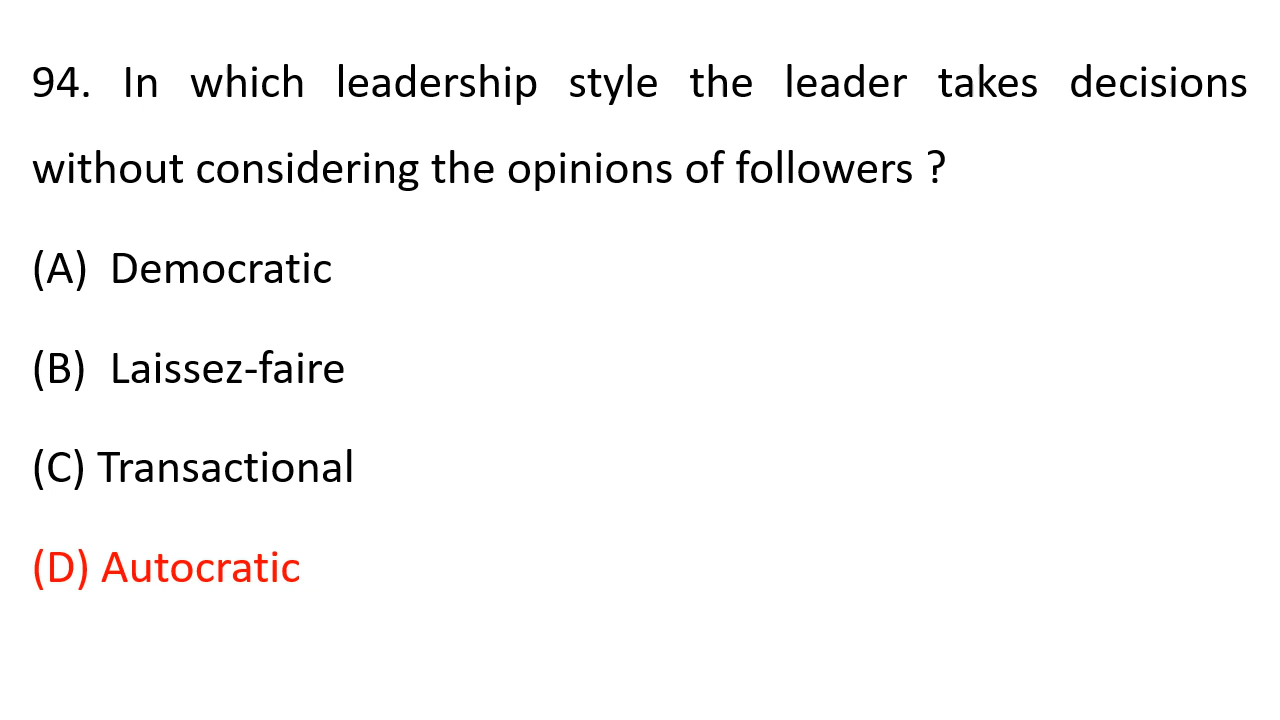 94. In which leadership style the leader takes decisions
without considering the opinions of followers ?
(A) Democratic
(B) Laissez-faire
(C) Transactional
(D) Autocratic